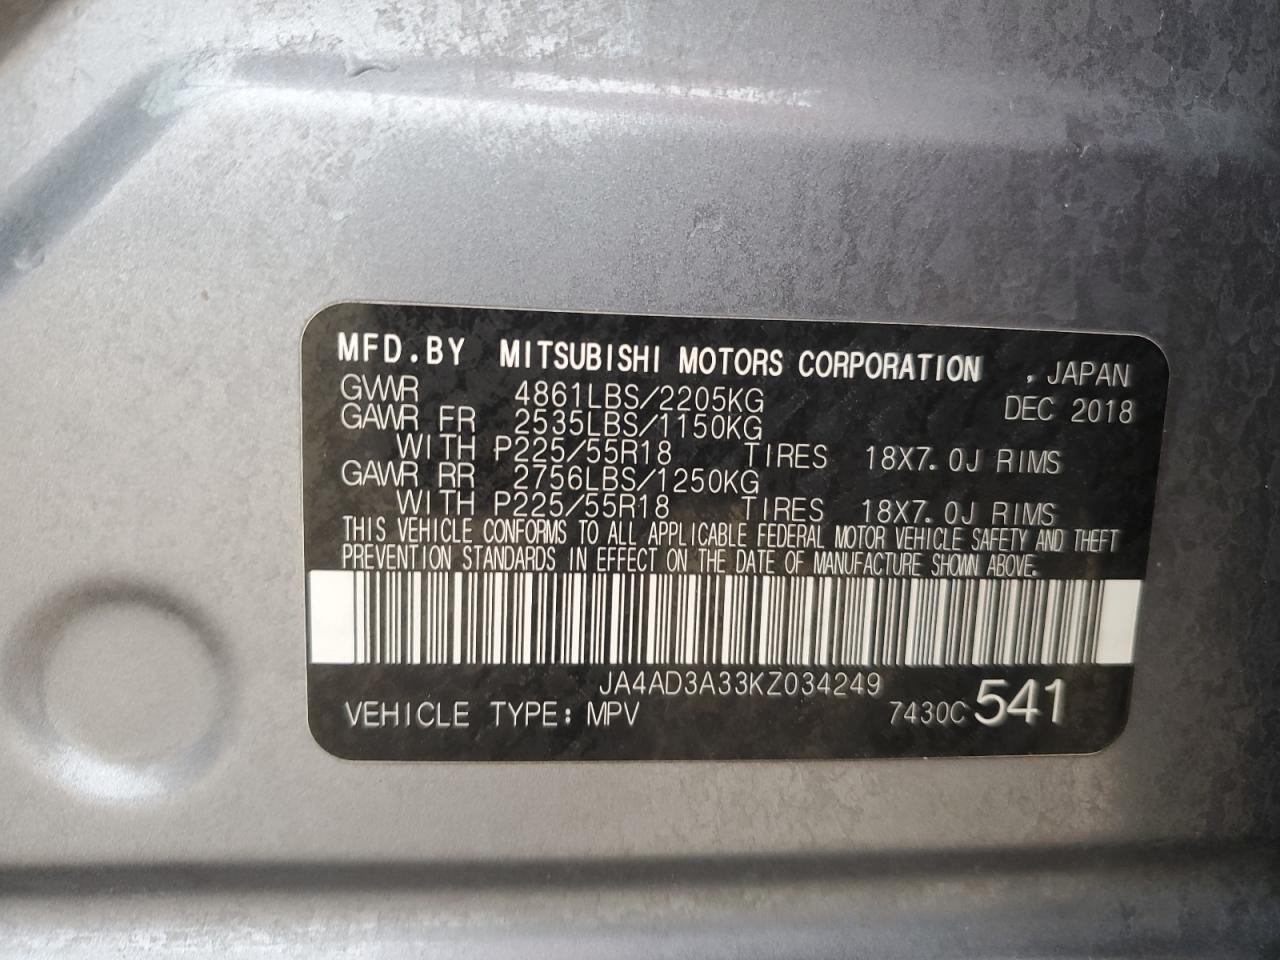 MFD.BY MITSUBISHI MOTORS CORPORATION , JAPAN
GVWR 4861LBS/2205KG DEC 2018
GAWR FR 2535LBS/1150KG
WITH P225/55R18 TIRES 18X7.0J RIMS
GAWR RR 2756LBS/1250KG
WITH P225/55R18 TIRES 18X7.0J RIMS
THIS VEHICLE CONFORMS TO ALL APPLICABLE FEDERAL MOTOR VEHICLE SAFETY AND THEFT
PREVENTION STANDARDS IN EFFECT ON THE DATE OF MANUFACTURE SHOWN ABOVE.
JA4AD3A33KZ034249
VEHICLE TYPE: MPV 7430C 541